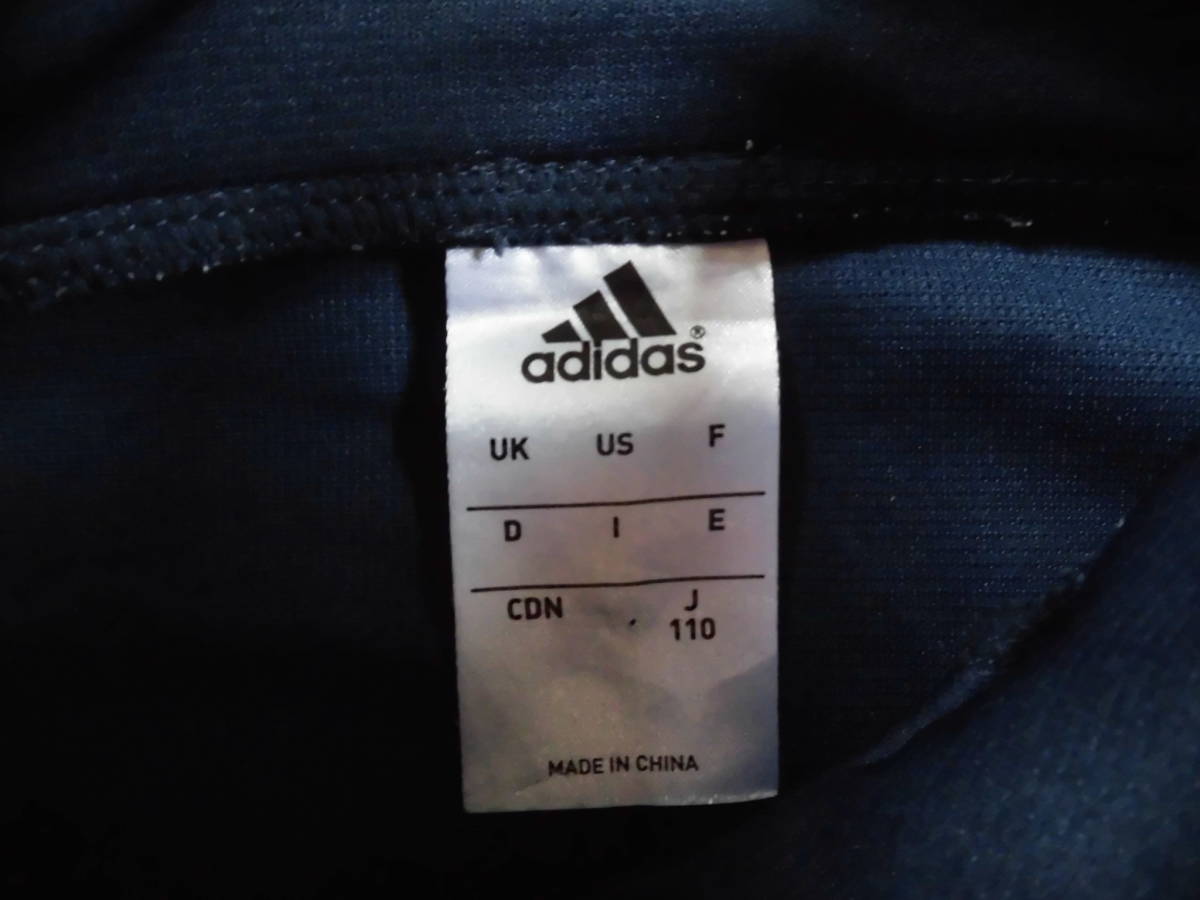 adidas®
UK US F
D I E
CDN J
110
MADE IN CHINA